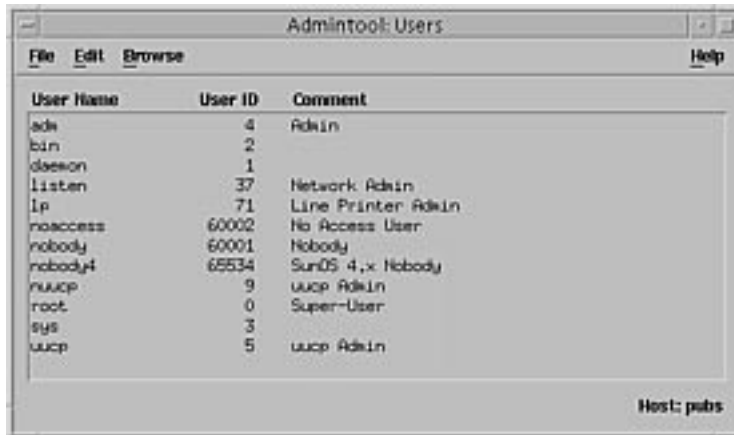 Admintool: Users
File Edit Browse Help
User Name User ID Comment
adm 4 Admin
bin 2
daemon 1
listen 37 Network Admin
lp 71 Line Printer Admin
noaccess 60002 No Access User
nobody 60001 Nobody
nobody4 65534 SunOS 4.x Nobody
nuucp 9 uucp Admin
root 0 Super-User
sys 3
uucp 5 uucp Admin
Host: pubs